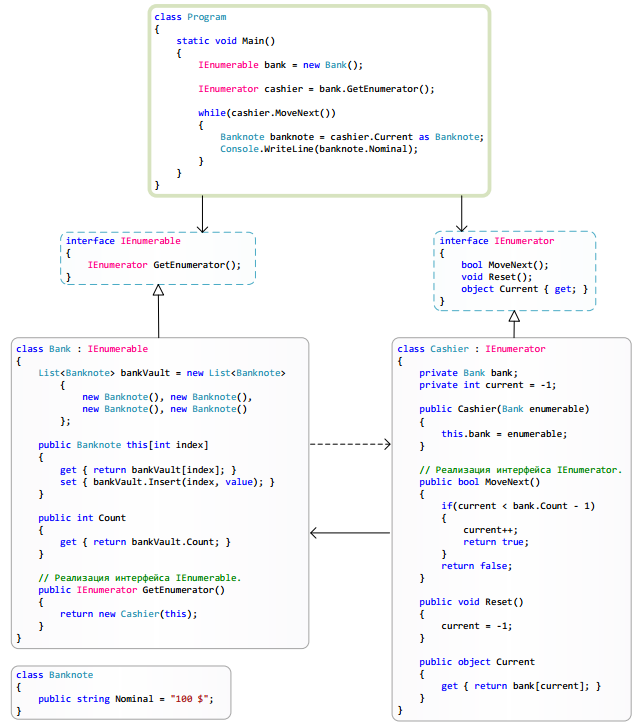 class Program
{
    static void Main()
    {
        IEnumerable bank = new Bank();
        IEnumerator cashier = bank.GetEnumerator();
        while(cashier.MoveNext())
        {
            Banknote banknote = cashier.Current as Banknote;
            Console.WriteLine(banknote.Nominal);
        }
    }
}
interface IEnumerable
{
    IEnumerator GetEnumerator();
}
interface IEnumerator
{
    bool MoveNext();
    void Reset();
    object Current { get; }
}
class Bank : IEnumerable
{
    List<Banknote> bankVault = new List<Banknote>
        {
            new Banknote(), new Banknote(),
            new Banknote(), new Banknote()
        };
    public Banknote this[int index]
    {
        get { return bankVault[index]; }
        set { bankVault.Insert(index, value); }
    }
    public int Count
    {
        get { return bankVault.Count; }
    }
    // Реализация интерфейса IEnumerable.
    public IEnumerator GetEnumerator()
    {
        return new Cashier(this);
    }
}
class Cashier : IEnumerator
{
    private Bank bank;
    private int current = -1;
    public Cashier(Bank enumerable)
    {
        this.bank = enumerable;
    }
    // Реализация интерфейса IEnumerator.
    public bool MoveNext()
    {
        if(current < bank.Count - 1)
        {
            current++;
            return true;
        }
        return false;
    }
    public void Reset()
    {
        current = -1;
    }
    public object Current
    {
        get { return bank[current]; }
    }
}
class Banknote
{
    public string Nominal = "100 $";
}